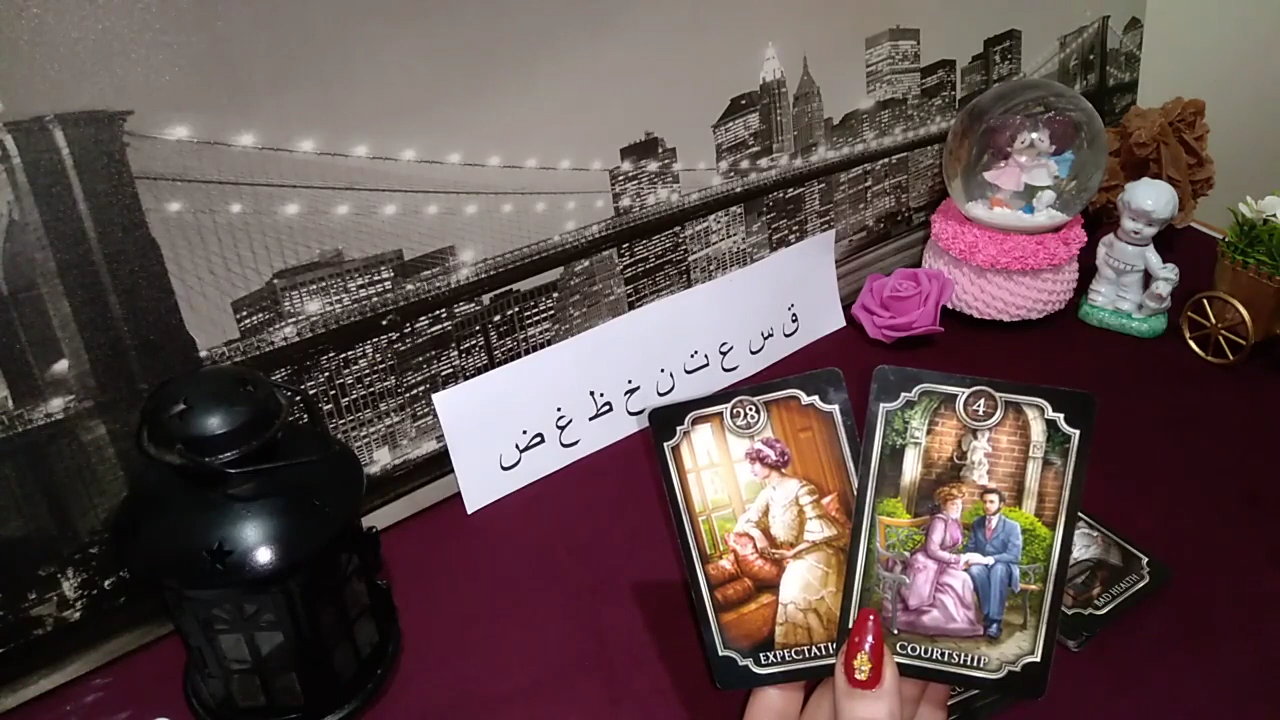 ق س ع ت ن خ ظ غ ض
28
EXPECTATI
4
COURTSHIP
BAD HEALTH